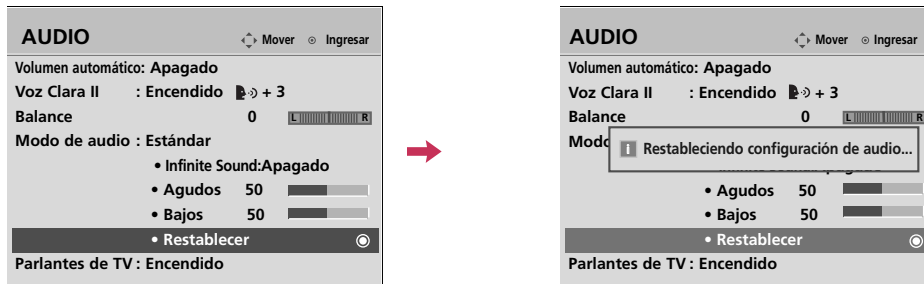 AUDIO
Mover Ingresar
Volumen automático: Apagado
Voz Clara II : Encendido + 3
Balance 0 L R
Modo de audio : Estándar
• Infinite Sound:Apagado
• Agudos 50
• Bajos 50
• Restablecer
Parlantes de TV : Encendido
AUDIO
Mover Ingresar
Volumen automático: Apagado
Voz Clara II : Encendido + 3
Balance 0 L R
Modo
i Restableciendo configuración de audio...
• Agudos 50
• Bajos 50
• Restablecer
Parlantes de TV : Encendido